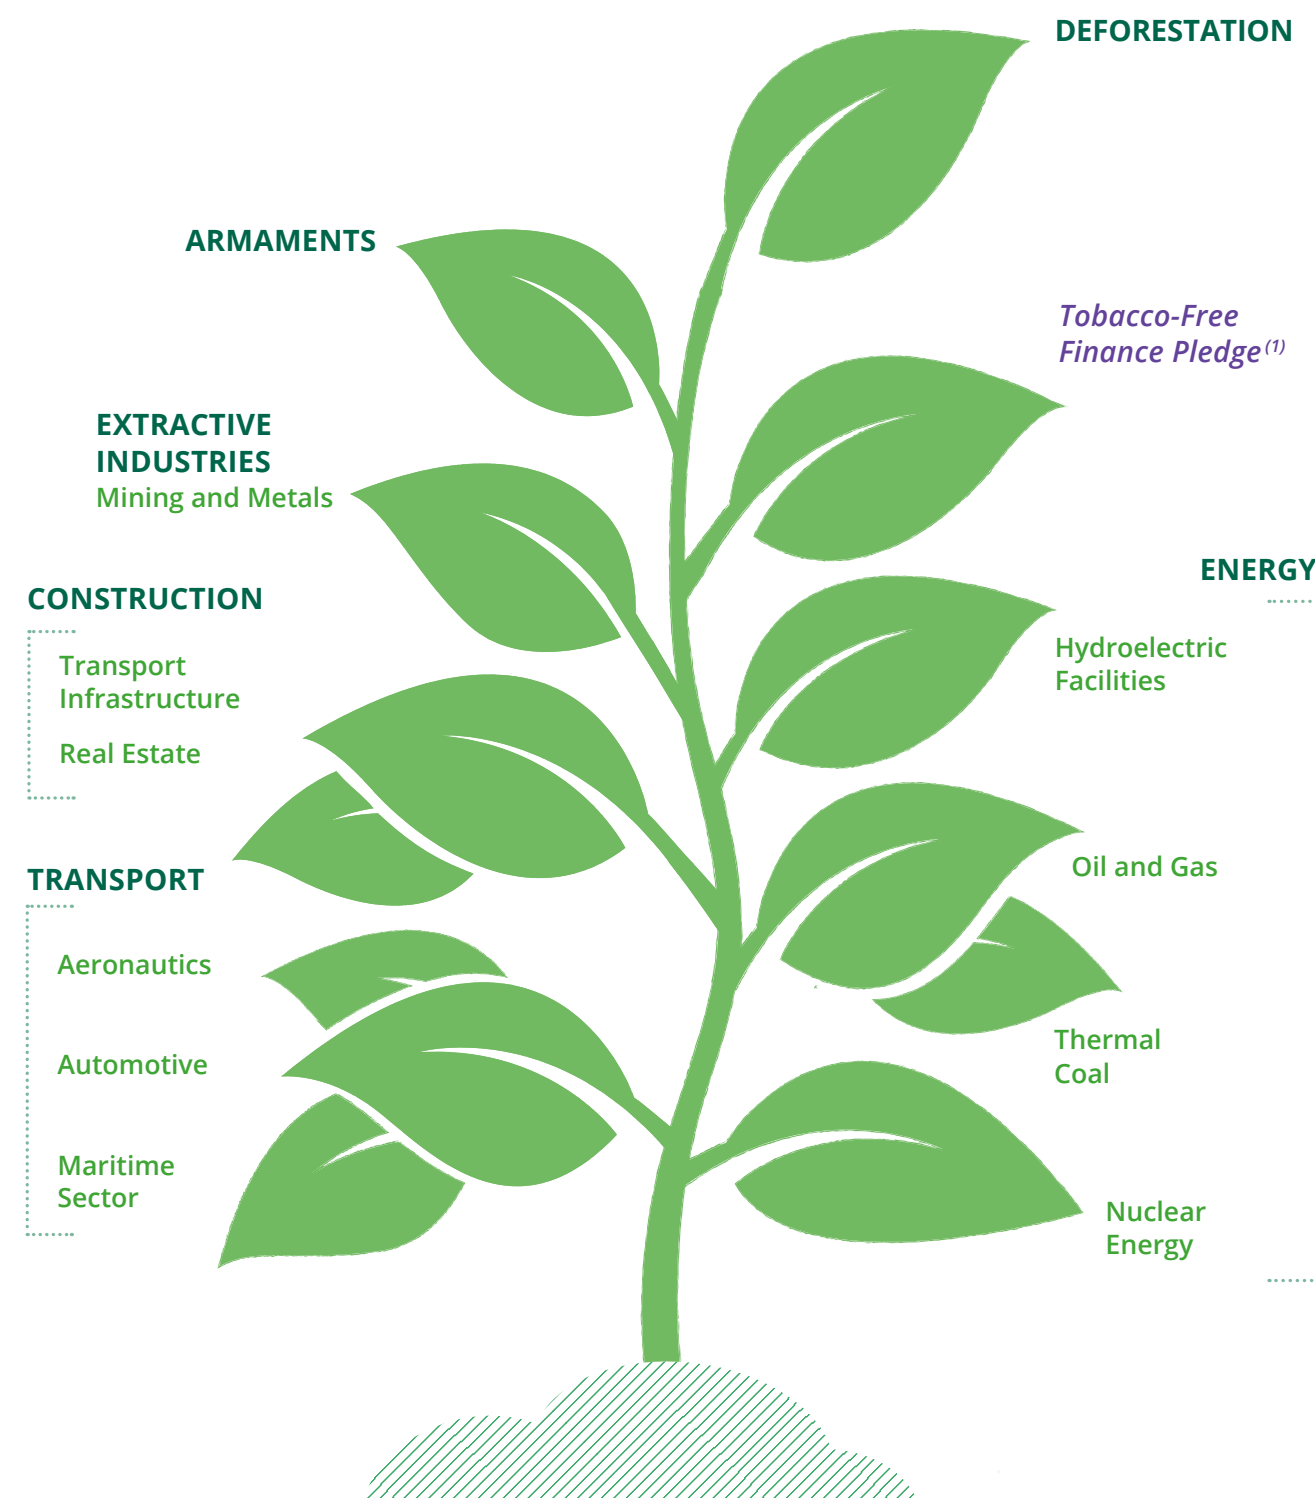 DEFORESTATION
ARMAMENTS
Tobacco-Free
Finance Pledge(1)
EXTRACTIVE
INDUSTRIES
Mining and Metals
ENERGY
CONSTRUCTION
Transport
Infrastructure
Real Estate
Hydroelectric
Facilities
TRANSPORT
Aeronautics
Automotive
Maritime
Sector
Oil and Gas
Thermal
Coal
Nuclear
Energy